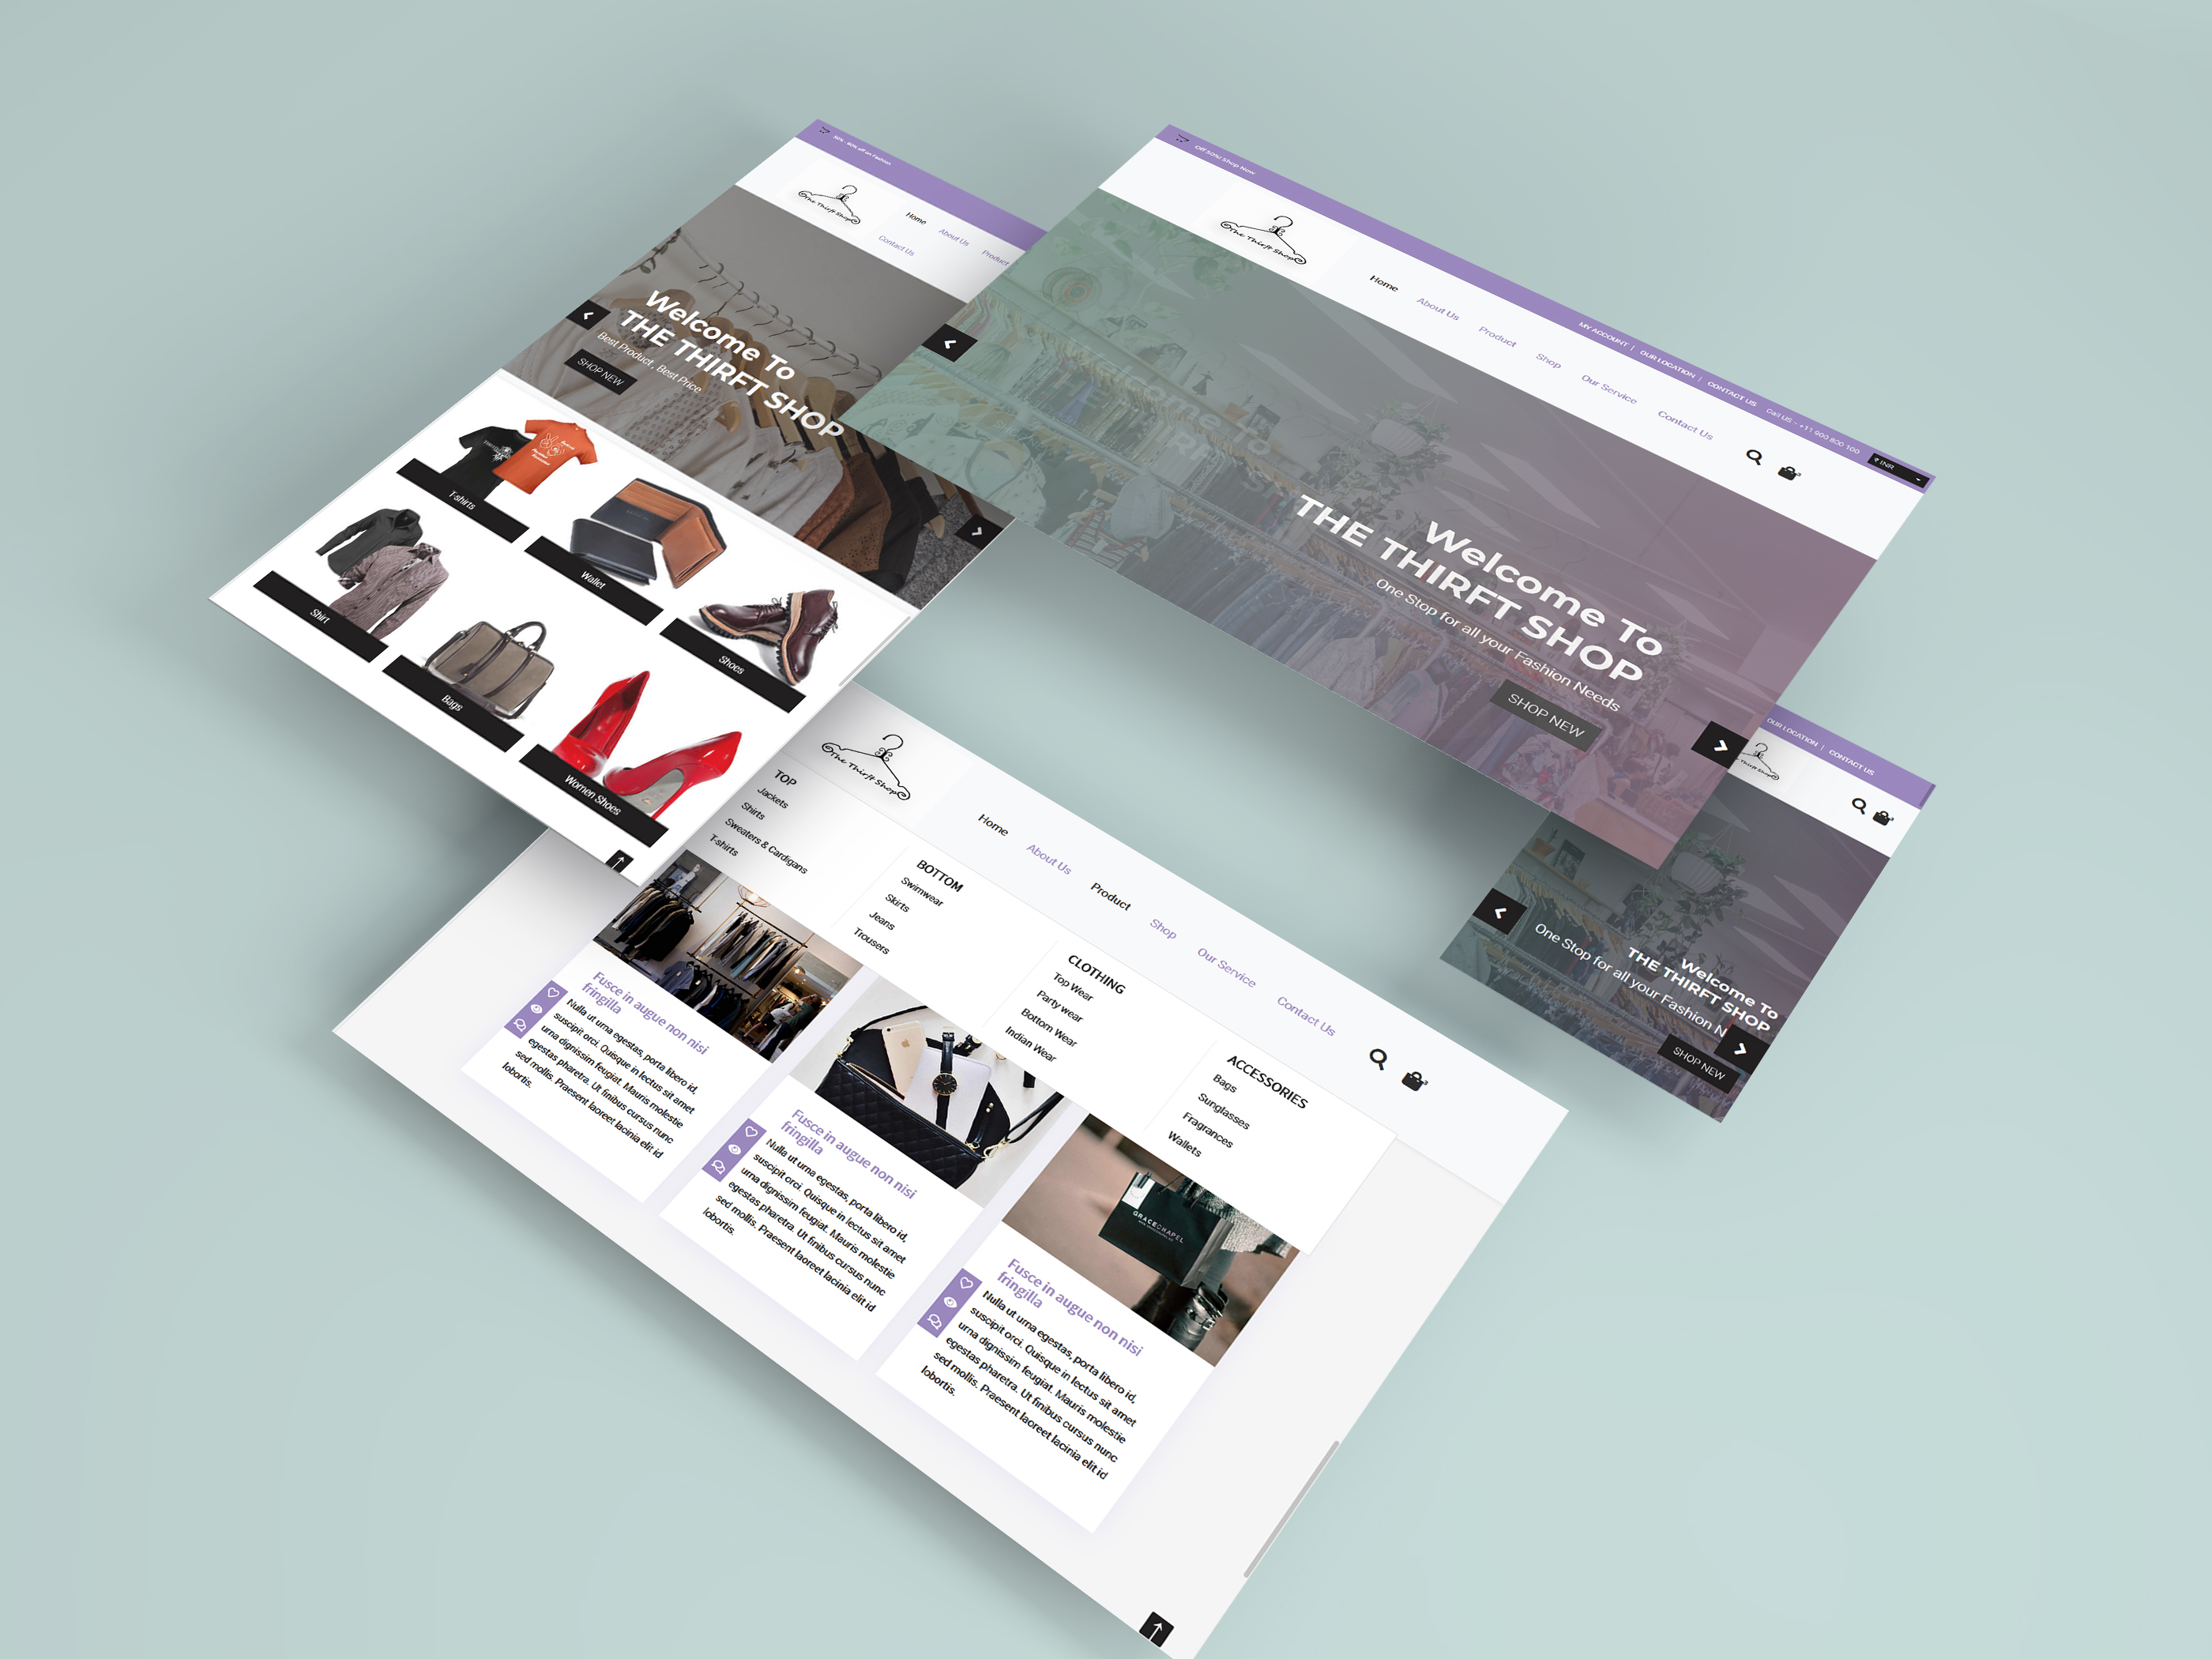 50% - 80% off on Fashion
The Thirft Shop
Home
About Us
Product
Contact Us
Welcome To
THE THIRFT SHOP
Best Product , Best Price
SHOP NEW
T-shirts
Wallet
Shoes
Shirt
Bags
Women Shoes
Off 50% Shop Now
MY ACCOUNT | OUR LOCATION | CONTACT US Call US - +11 900 800 100
₹ INR
The Thirft Shop
Home
About Us
Product
Shop
Our Service
Contact Us
Welcome To
Welcome To
THE THIRFT SHOP
One Stop for all your Fashion Needs
SHOP NEW
OUR LOCATION | CONTACT US
Thirft Shop
Welcome To
THE THIRFT SHOP
One Stop for all your Fashion N
SHOP NEW
The Thirft Shop
Home
About Us
Product
Shop
Our Service
Contact Us
TOP
Jackets
Shirts
Sweaters & Cardigans
T-shirts
BOTTOM
Swimwear
Skirts
Jeans
Trousers
CLOTHING
Top Wear
Party wear
Bottom Wear
Indian Wear
ACCESSORIES
Bags
Sunglasses
Fragrances
Wallets
Fusce in augue non nisi
fringilla
Nulla ut urna egestas, porta libero id,
suscipit orci. Quisque in lectus sit amet
urna dignissim feugiat. Mauris molestie
egestas pharetra. Ut finibus cursus nunc
sed mollis. Praesent laoreet lacinia elit id
lobortis.
Fusce in augue non nisi
fringilla
Nulla ut urna egestas, porta libero id,
suscipit orci. Quisque in lectus sit amet
urna dignissim feugiat. Mauris molestie
egestas pharetra. Ut finibus cursus nunc
sed mollis. Praesent laoreet lacinia elit id
lobortis.
GRACECHAPEL
Fusce in augue non nisi
fringilla
Nulla ut urna egestas, porta libero id,
suscipit orci. Quisque in lectus sit amet
urna dignissim feugiat. Mauris molestie
egestas pharetra. Ut finibus cursus nunc
sed mollis. Praesent laoreet lacinia elit id
lobortis.